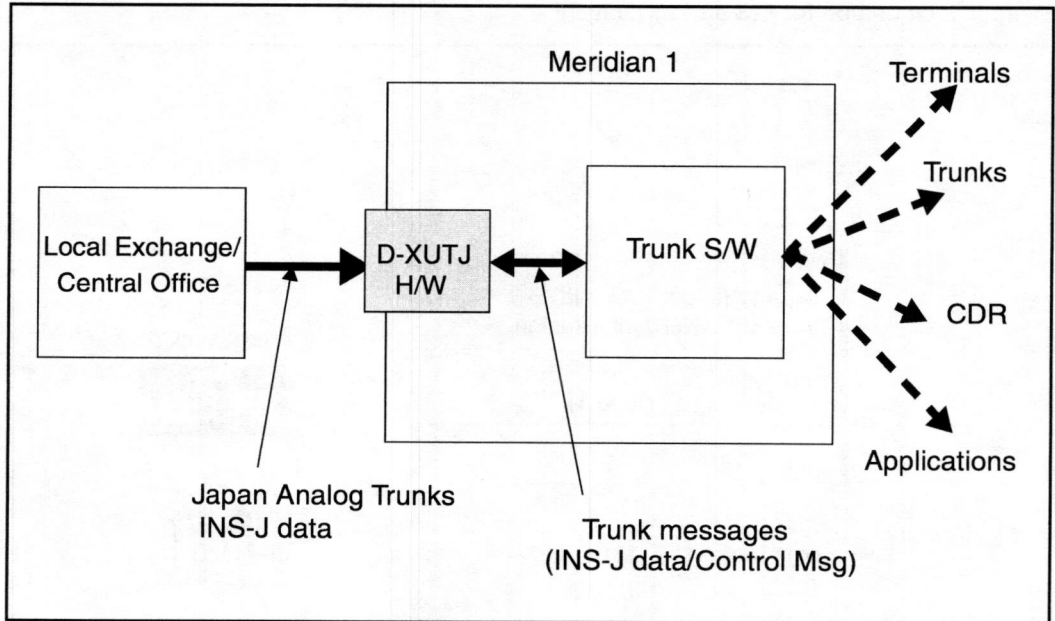 Meridian 1
Terminals
Trunks
Local Exchange/
Central Office
D-XUTJ
H/W
Trunk S/W
CDR
Applications
Japan Analog Trunks
INS-J data
Trunk messages
(INS-J data/Control Msg)